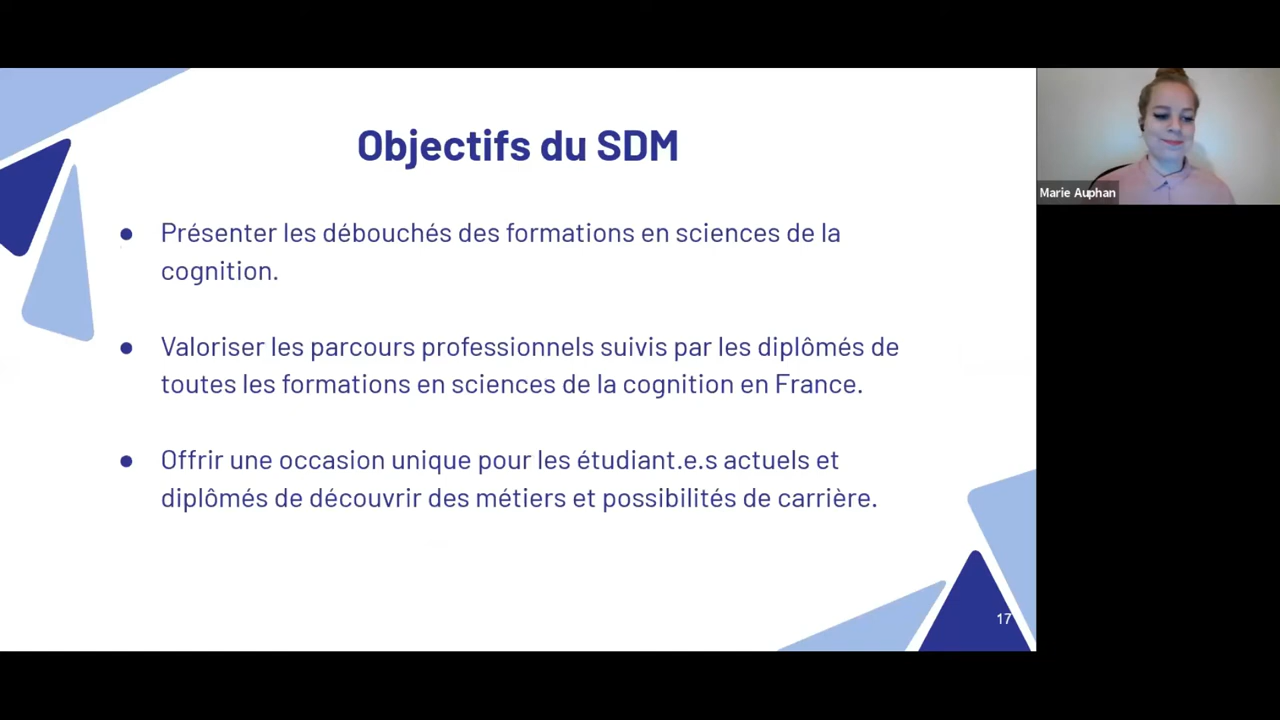 Objectifs du SDM
Marie Auphan
● Présenter les débouchés des formations en sciences de la
cognition.
● Valoriser les parcours professionnels suivis par les diplômés de
toutes les formations en sciences de la cognition en France.
● Offrir une occasion unique pour les étudiant.e.s actuels et
diplômés de découvrir des métiers et possibilités de carrière.
17